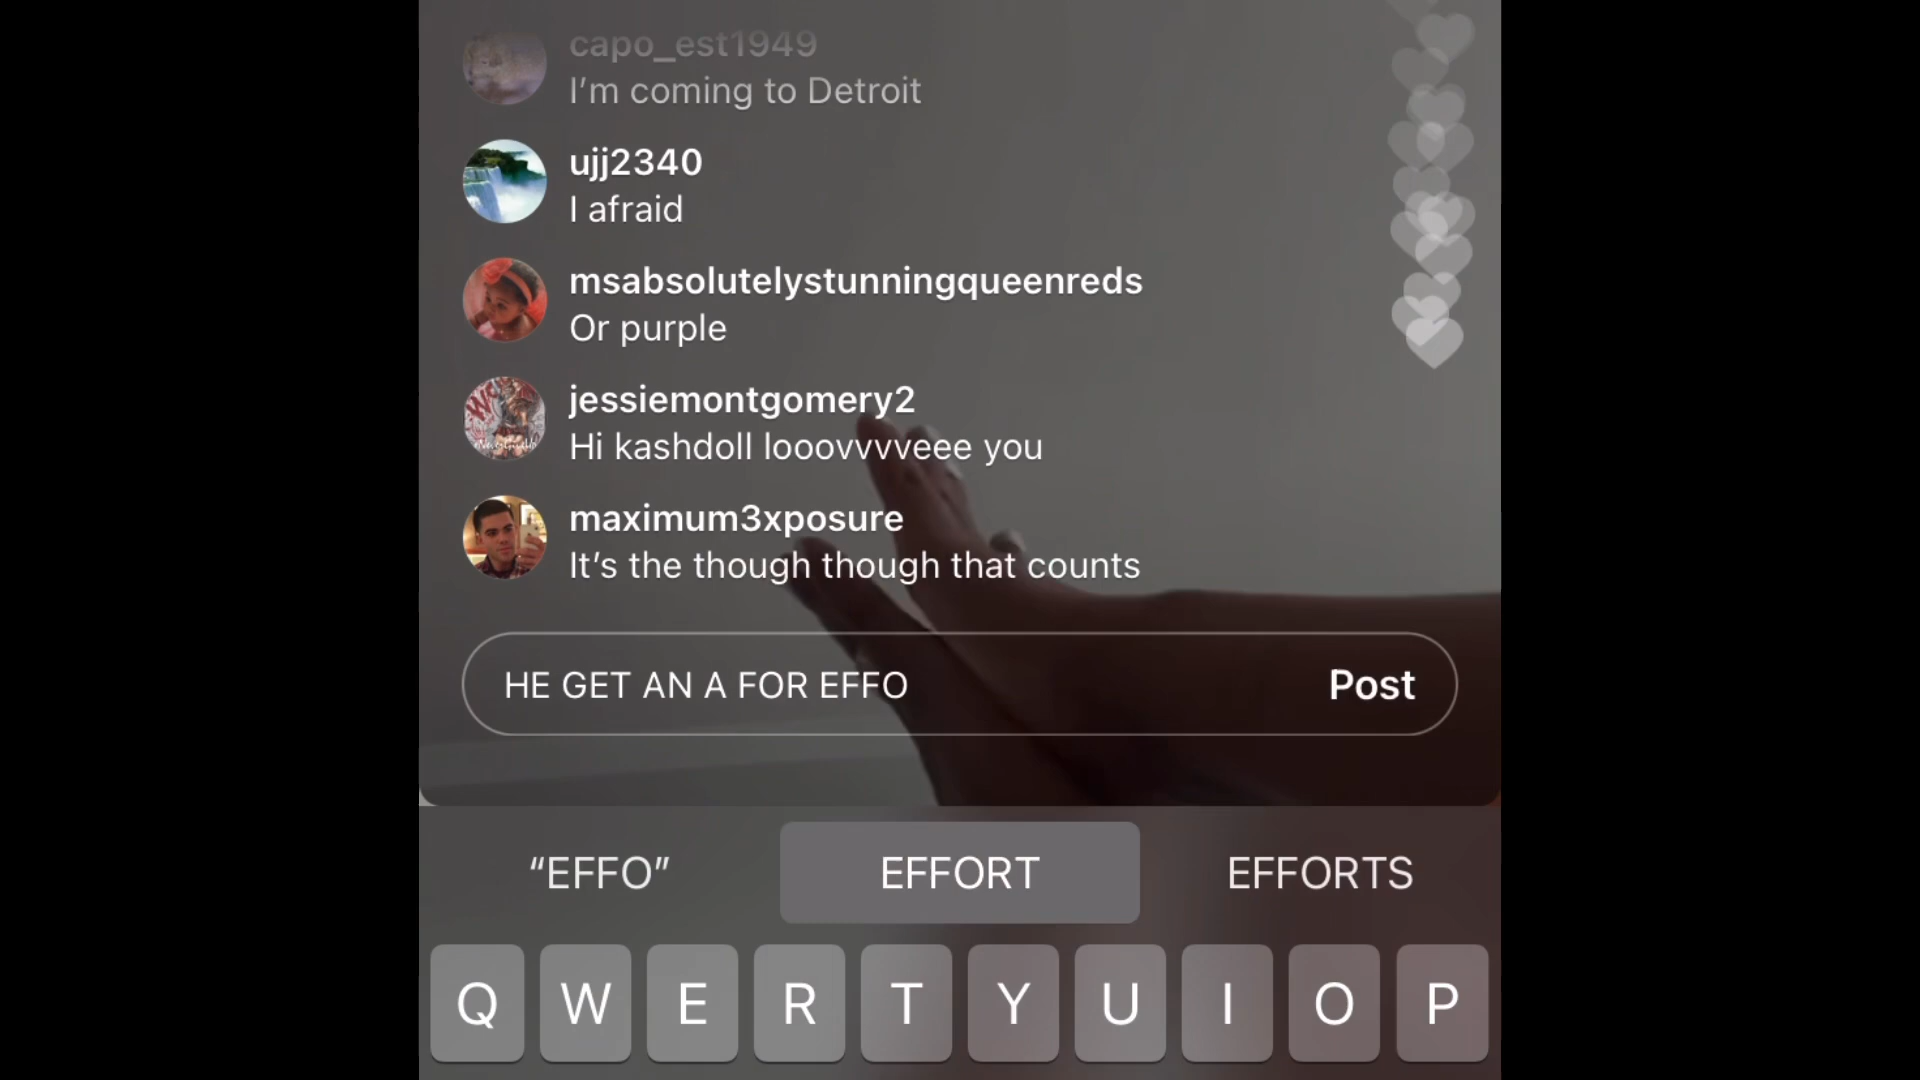 capo_est1949
I’m coming to Detroit
ujj2340
I afraid
msabsolutelystunningqueenreds
Or purple
jessiemontgomery2
Hi kashdoll looovvvveee you
maximum3xposure
It’s the though though that counts
HE GET AN A FOR EFFO
Post
“EFFO” EFFORT EFFORTS
Q W E R T Y U I O P